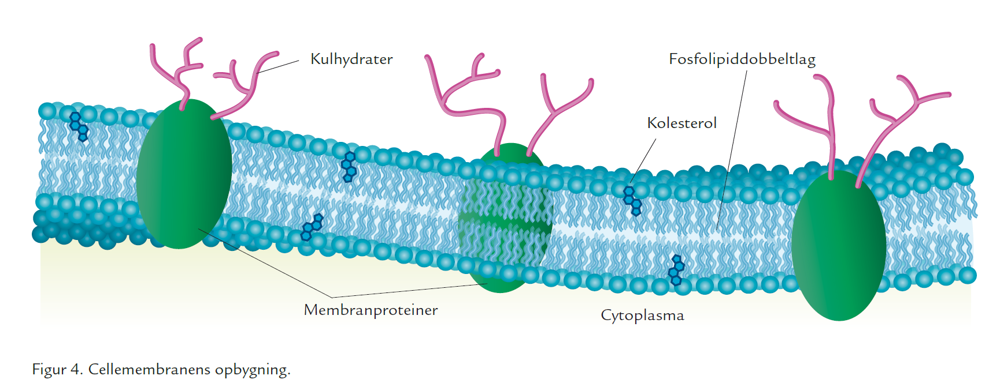 Kulhydrater
Fosfolipiddobbeltlag
Kolesterol
Membranproteiner
Cytoplasma
Figur 4. Cellemembranens opbygning.